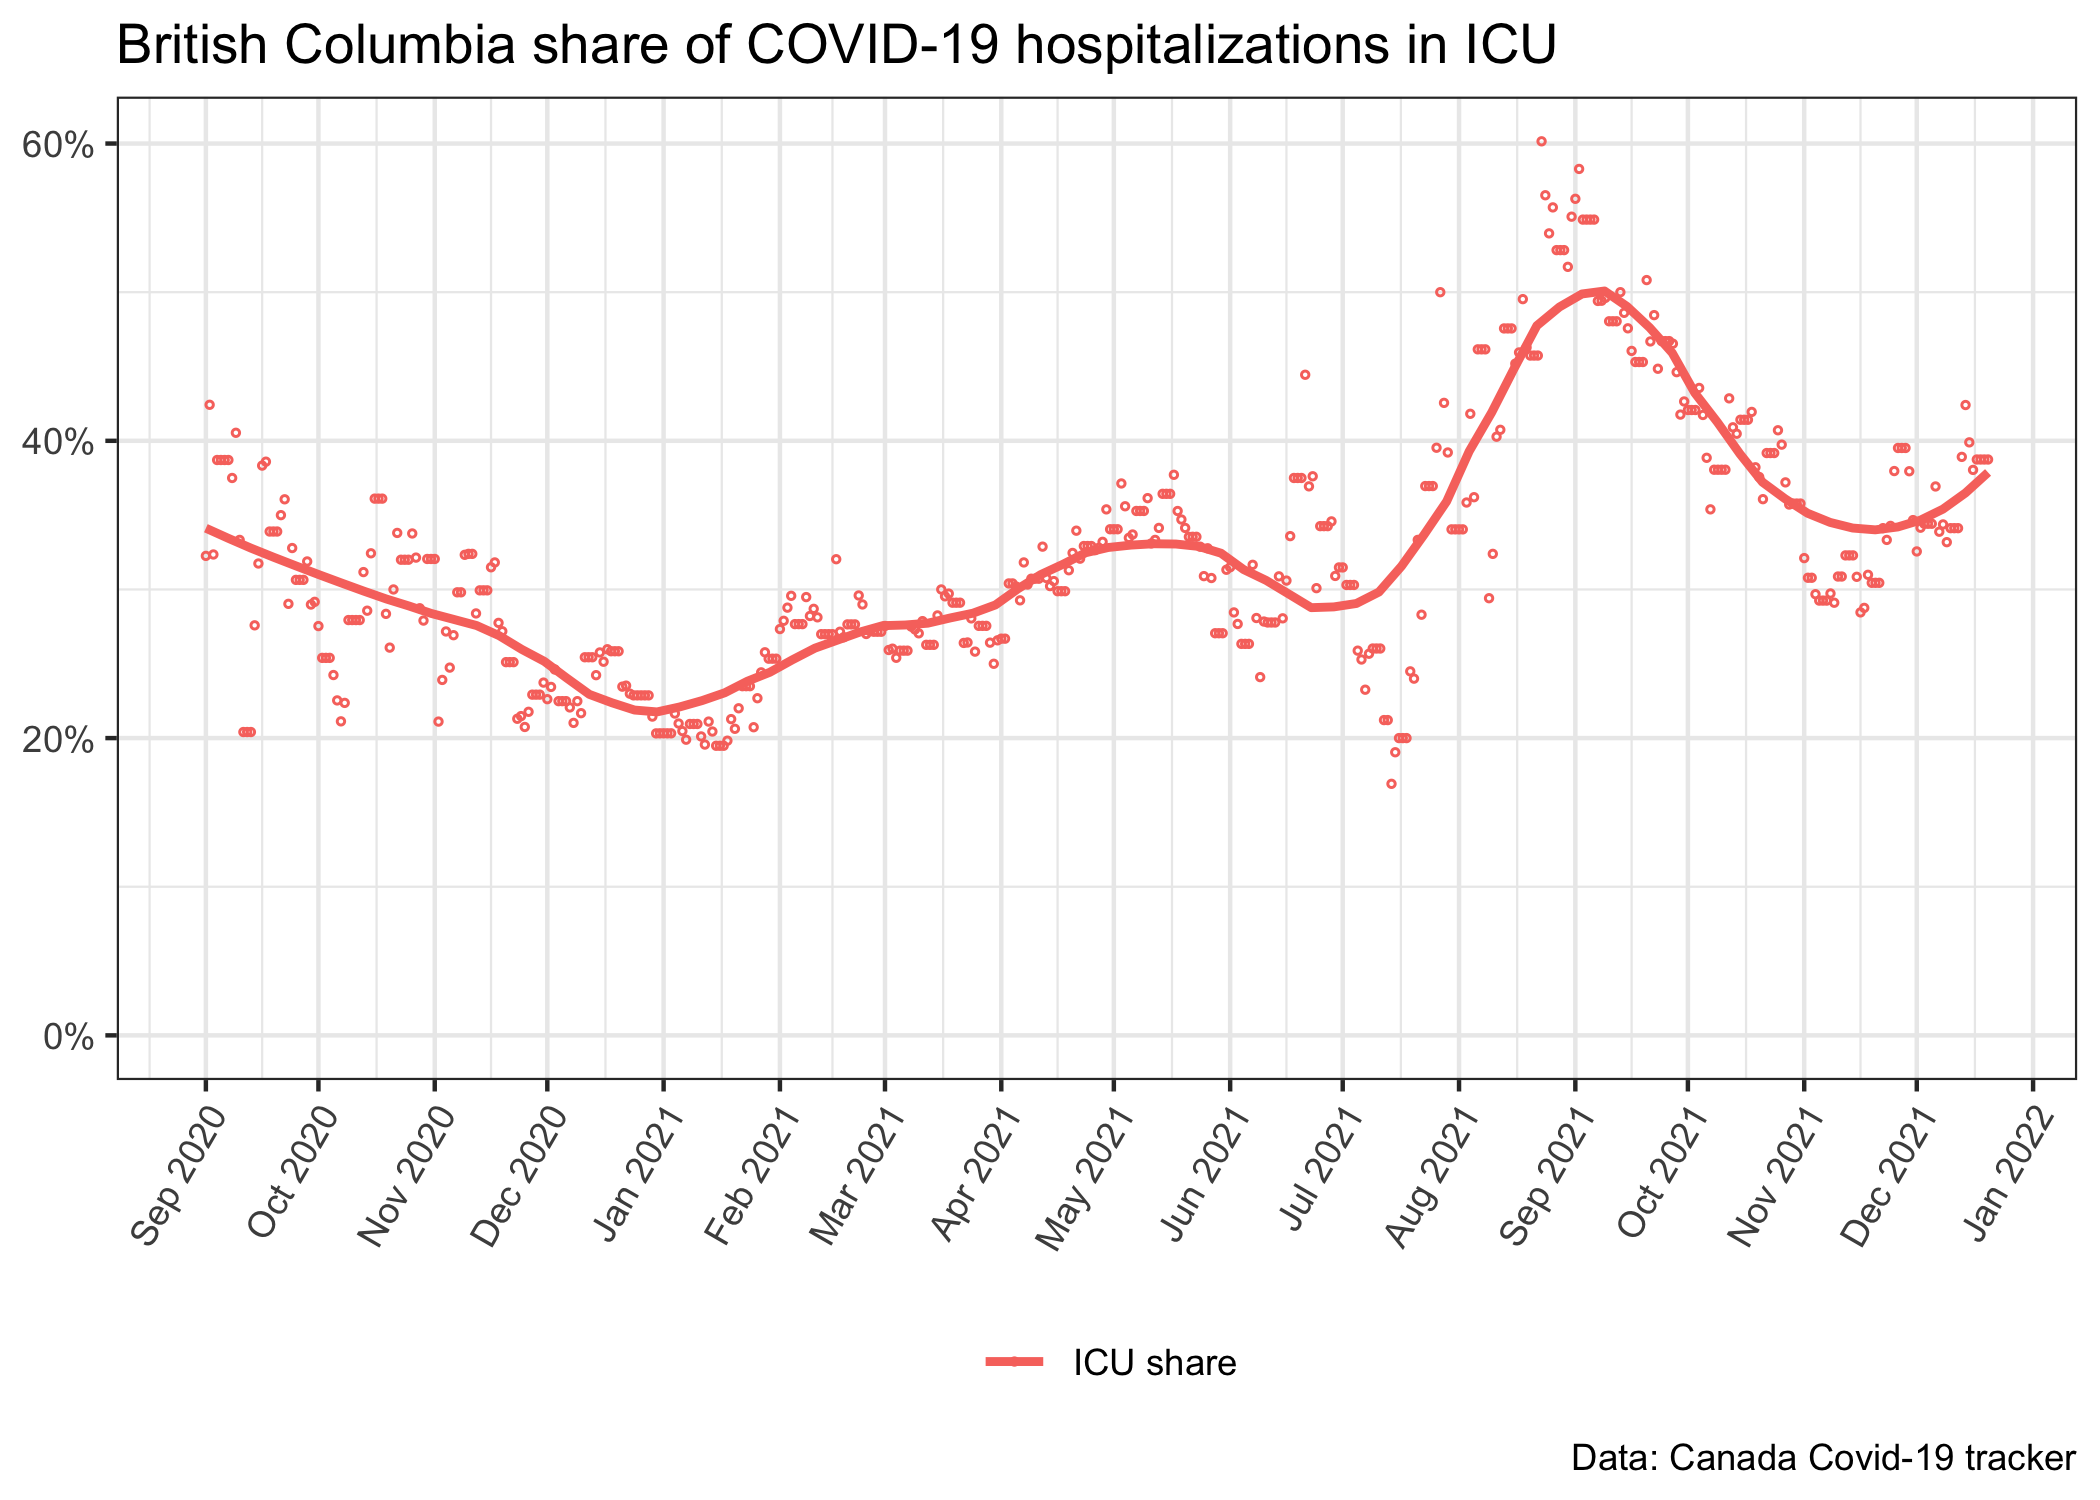 British Columbia share of COVID-19 hospitalizations in ICU
60%
40%
20%
0%
Sep 2020
Oct 2020
Nov 2020
Dec 2020
Jan 2021
Feb 2021
Mar 2021
Apr 2021
May 2021
Jun 2021
Jul 2021
Aug 2021
Sep 2021
Oct 2021
Nov 2021
Dec 2021
Jan 2022
ICU share
Data: Canada Covid-19 tracker